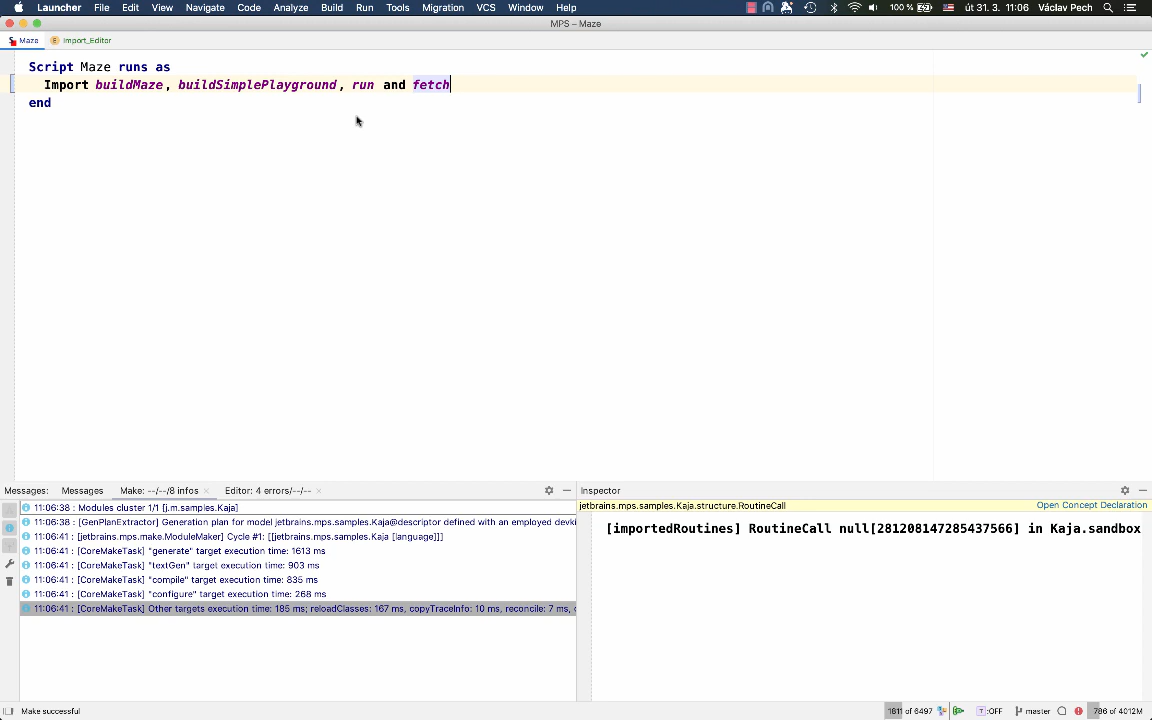 Launcher File Edit View Navigate Code Analyze Build Run Tools Migration VCS Window Help 100 % út 31. 3. 11:06 Václav Pech
MPS – Maze
Maze Import_Editor
Script Maze runs as
Import buildMaze, buildSimplePlayground, run and fetch
end
Messages: Messages Make: --/--/8 infos Editor: 4 errors/--/--
Inspector
11:06:38 : Modules cluster 1/1 [j.m.samples.Kaja]
11:06:38 : [GenPlanExtractor] Generation plan for model jetbrains.mps.samples.Kaja@descriptor defined with an employed devki
11:06:41 : [jetbrains.mps.make.ModuleMaker] Cycle #1: [[jetbrains.mps.samples.Kaja [language]]]
11:06:41 : [CoreMakeTask] "generate" target execution time: 1613 ms
11:06:41 : [CoreMakeTask] "textGen" target execution time: 903 ms
11:06:41 : [CoreMakeTask] "compile" target execution time: 835 ms
11:06:41 : [CoreMakeTask] "configure" target execution time: 268 ms
11:06:41 : [CoreMakeTask] Other targets execution time: 185 ms; reloadClasses: 167 ms, copyTraceInfo: 10 ms, reconcile: 7 ms,
jetbrains.mps.samples.Kaja.structure.RoutineCall Open Concept Declaration
[importedRoutines] RoutineCall null[281208147285437566] in Kaja.sandbox
Make successful
1811 of 6497 T:OFF master 786 of 4012M